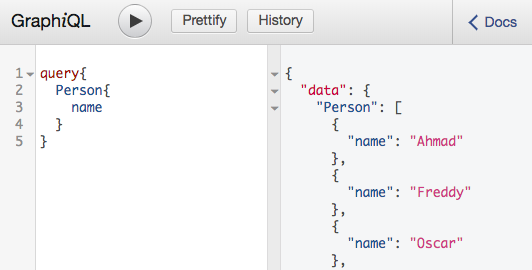 GraphiQL Prettify History Docs
1 query{
2 Person{
3 name
4 }
5 }
{
"data": {
"Person": [
{
"name": "Ahmad"
},
{
"name": "Freddy"
},
{
"name": "Oscar"
},